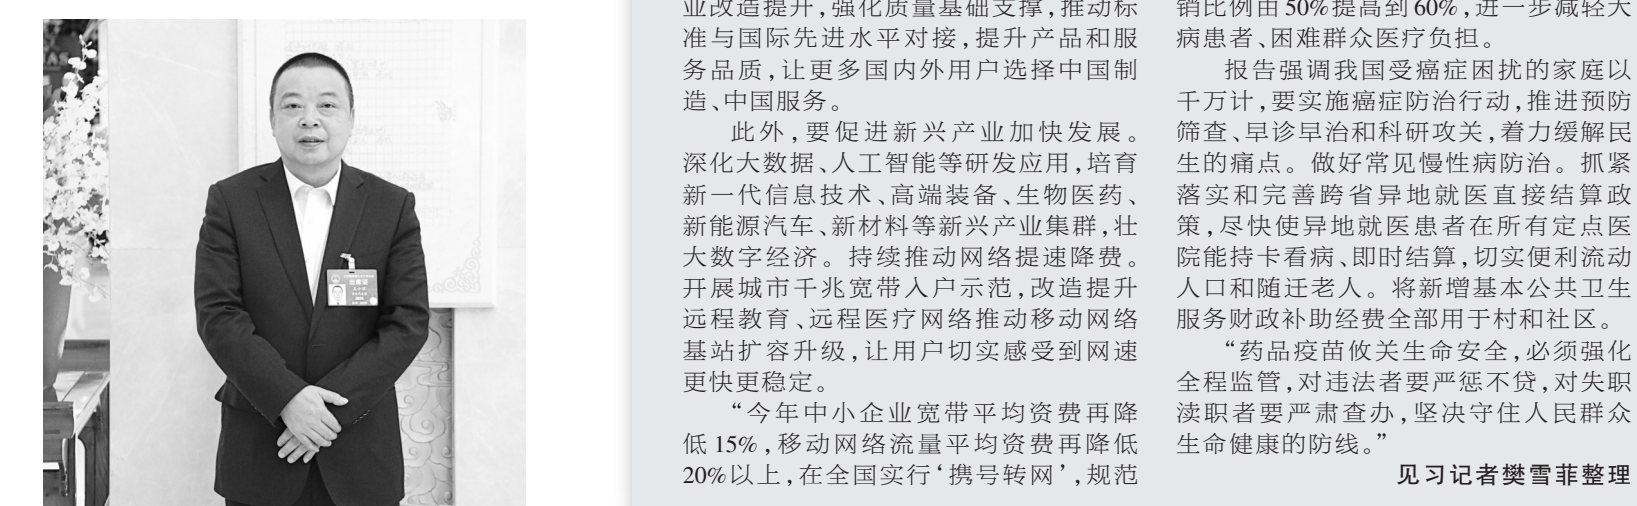 业改造提升，强化质量基础支撑，推动标
准与国际先进水平对接，提升产品和服
务品质，让更多国内外用户选择中国制
造、中国服务。
此外，要促进新兴产业加快发展。
深化大数据、人工智能等研发应用，培育
新一代信息技术、高端装备、生物医药、
新能源汽车、新材料等新兴产业集群，壮
大数字经济。持续推动网络提速降费。
开展城市千兆宽带入户示范，改造提升
远程教育、远程医疗网络推动移动网络
基站扩容升级，让用户切实感受到网速
更快更稳定。
“今年中小企业宽带平均资费再降
低15%，移动网络流量平均资费再降低
20%以上，在全国实行‘携号转网’，规范
销比例由50%提高到60%，进一步减轻大
病患者、困难群众医疗负担。
报告强调我国受癌症困扰的家庭以
千万计，要实施癌症防治行动，推进预防
筛查、早诊早治和科研攻关，着力缓解民
生的痛点。做好常见慢性病防治。抓紧
落实和完善跨省异地就医直接结算政
策，尽快使异地就医患者在所有定点医
院能持卡看病、即时结算，切实便利流动
人口和随迁老人。将新增基本公共卫生
服务财政补助经费全部用于村和社区。
“药品疫苗攸关生命安全，必须强化
全程监管，对违法者要严惩不贷，对失职
渎职者要严肃查办，坚决守住人民群众
生命健康的防线。”
见习记者樊雪菲整理